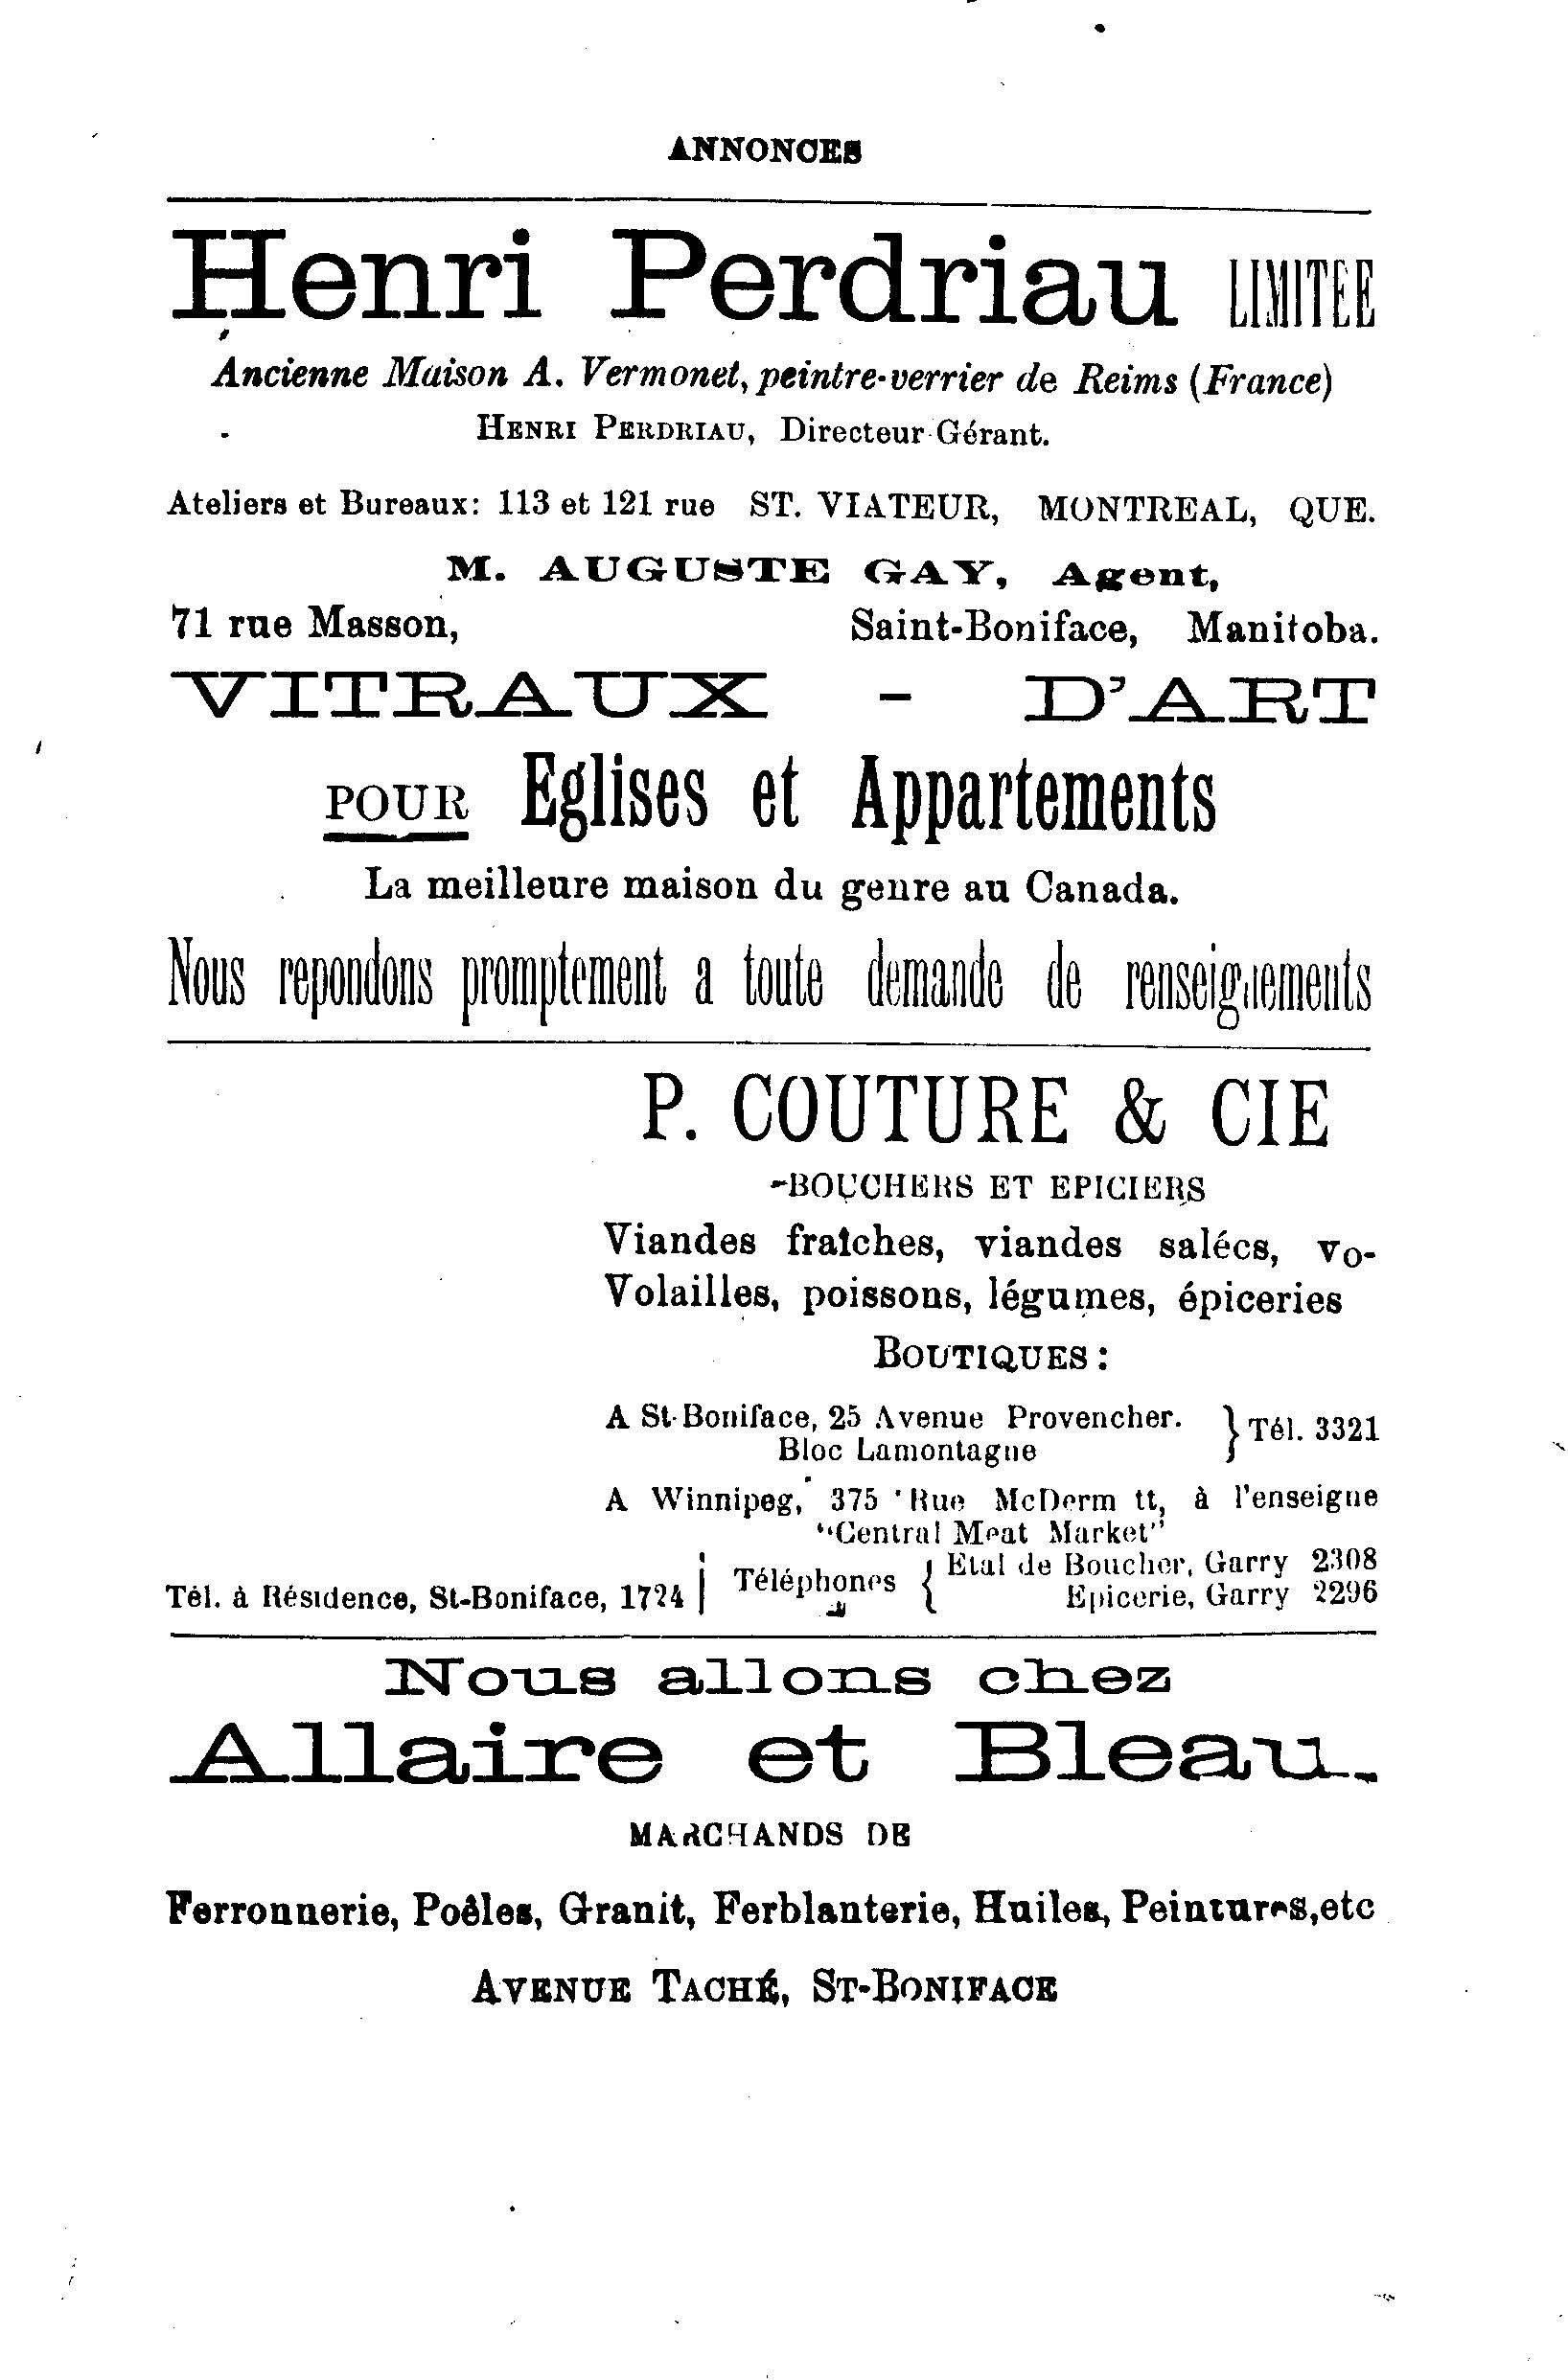 ANNONCES
Henri Perdriau LIMITEE
Ancienne Maison A. Vermonet, peintre-verrier de Reims (France)
HENRI PERDRIAU, Directeur-Gérant.
Ateliers et Bureaux: 113 et 121 rue ST. VIATEUR, MONTREAL, QUE.
M. AUGUSTE GAY, Agent,
71 rue Masson, Saint-Boniface, Manitoba.
VITRAUX - D'ART
POUR Eglises et Appartements
La meilleure maison du genre au Canada.
Nous repondons promptement a toute demande de renseignements
P. COUTURE & CIE
-BOUCHERS ET EPICIERS
Viandes fraîches, viandes salécs, vo-
Volailles, poissons, légumes, épiceries
BOUTIQUES:
A St-Boniface, 25 Avenue Provencher. } Tél. 3321
Bloc Lamontagne
A Winnipeg, 375 Rue McDerm tt, à l'enseigne
"Central Meat Market"
Tél. à Résidence, St-Boniface, 1724 | Téléphones { Etal de Boucher, Garry 2308
Epicerie, Garry 2296
Nous allons chez
Allaire et Bleau.
MARCHANDS DE
Ferronnerie, Poêles, Granit, Ferblanterie, Huiles, Peintures,etc
AVENUE TACHÉ, ST-BONIFACE